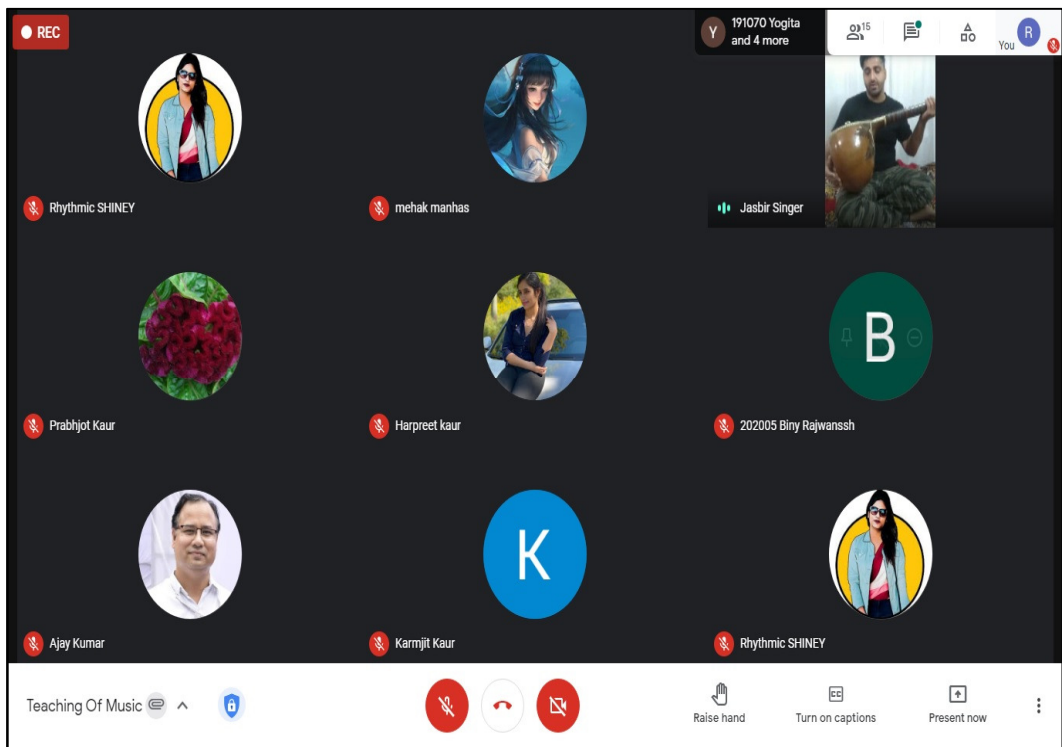 REC
Y
191070 Yogita
and 4 more
15
You
R
Rhythmic SHINEY
mehak manhas
Jasbir Singer
Prabhjot Kaur
Harpreet kaur
B
202005 Biny Rajwanssh
Ajay Kumar
K
Karmjit Kaur
Rhythmic SHINEY
Teaching Of Music
Raise hand
CC
Turn on captions
Present now